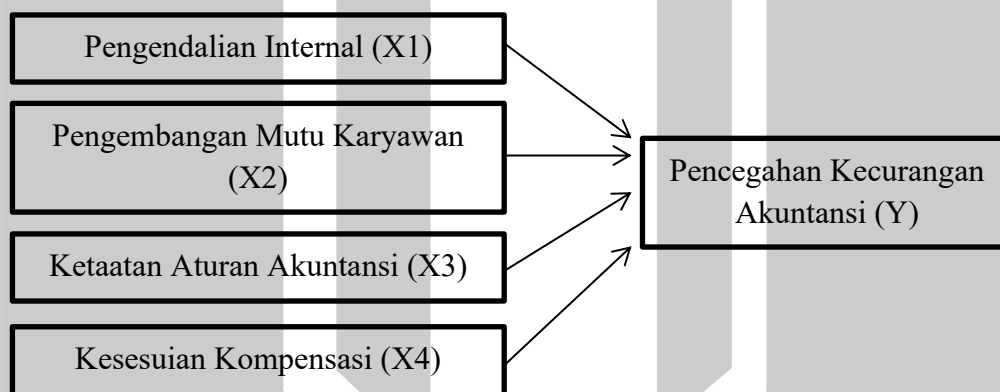 Pengendalian Internal (X1)
Pengembangan Mutu Karyawan
(X2)
Ketaatan Aturan Akuntansi (X3)
Kesesuian Kompensasi (X4)
Pencegahan Kecurangan
Akuntansi (Y)